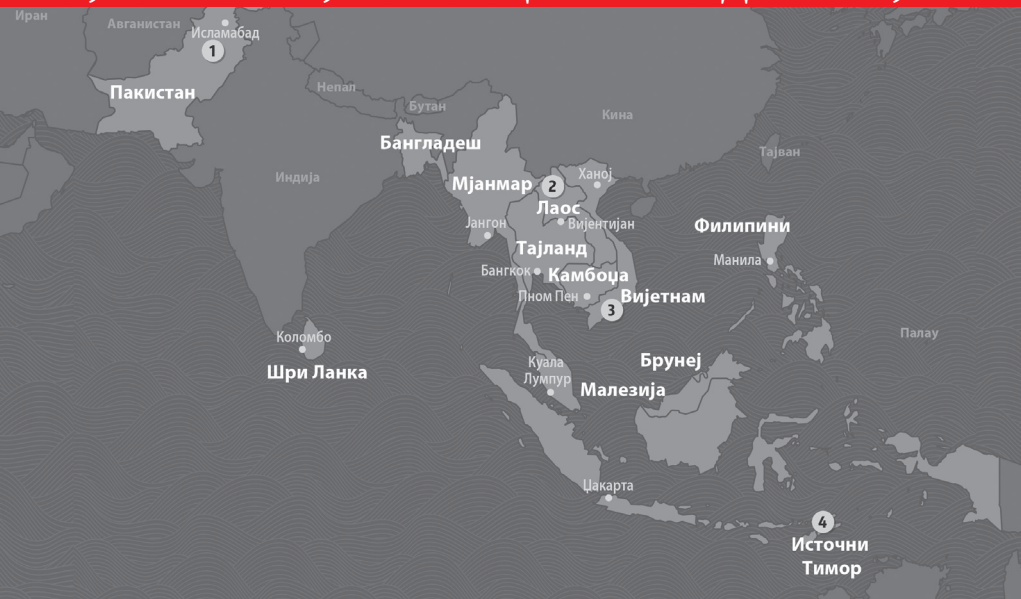 Иран
Авганистан
Исламабад
1
Пакистан
Непал
Бутан
Кина
Бангладеш
Тајван
Индија
Мјанмар
2
Ханој
Лаос
Јангон
Вијентијан
Филипини
Тајланд
Манила
Бангкок
Камбоџа
Пном Пен
Вијетнам
3
Палау
Коломбо
Шри Ланка
Брунеј
Куала
Лумпур
Малезија
Џакарта
4
Источни
Тимор